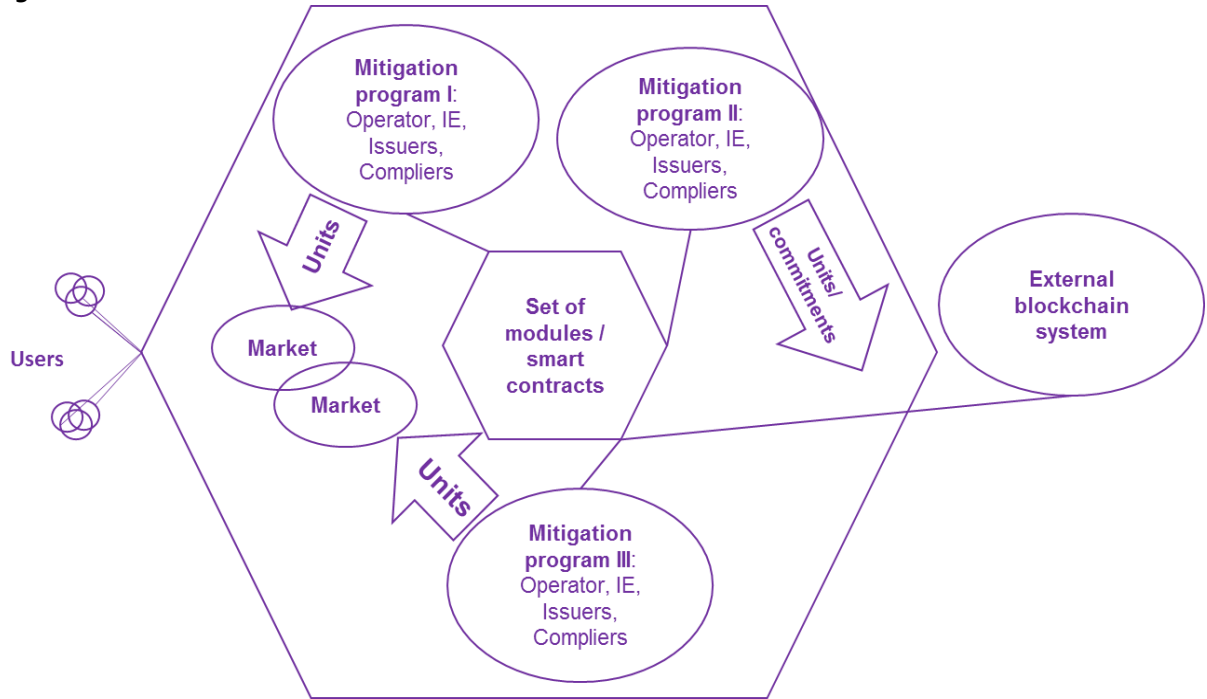 Mitigation
program I:
Operator, IE,
Issuers,
Compliers
Mitigation
program II:
Operator, IE,
Issuers,
Compliers
Units
Units/
commitments
External
blockchain
system
Set of
modules /
smart
contracts
Users
Market
Market
Units
Mitigation
program III:
Operator, IE,
Issuers,
Compliers